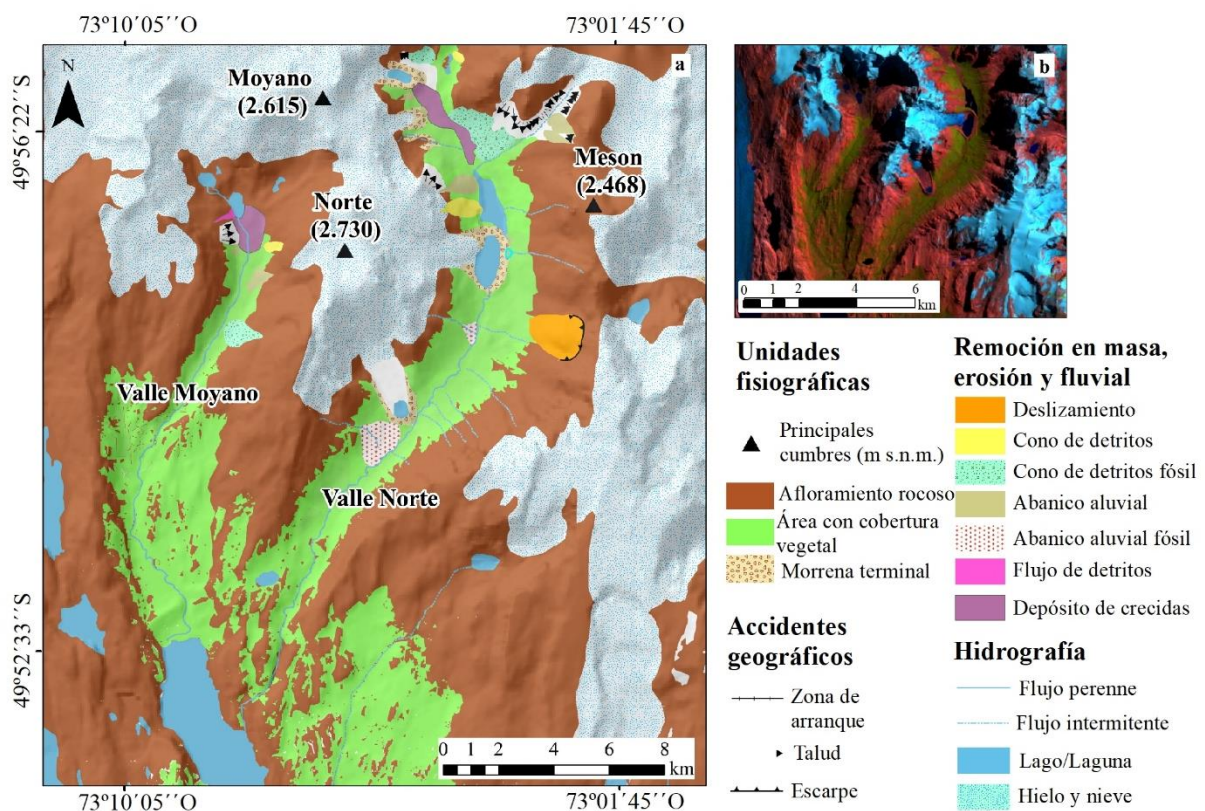 73º10′05′′O
73º01′45′′O
a
b
Moyano
(2.615)
49º56′22′′S
Meson
(2.468)
Norte
(2.730)
Valle Moyano
Valle Norte
49º52′33′′S
0 1 2 4 6 8
km
73º10′05′′O
73º01′45′′O
0 1 2 4 6
km
Unidades
fisiográficas
Principales
cumbres (m s.n.m.)
Afloramiento rocoso
Área con cobertura
vegetal
Morrena terminal
Accidentes
geográficos
Zona de
arranque
Talud
Escarpe
Remoción en masa,
erosión y fluvial
Deslizamiento
Cono de detritos
Cono de detritos fósil
Abanico aluvial
Abanico aluvial fósil
Flujo de detritos
Depósito de crecidas
Hidrografía
Flujo perenne
Flujo intermitente
Lago/Laguna
Hielo y nieve